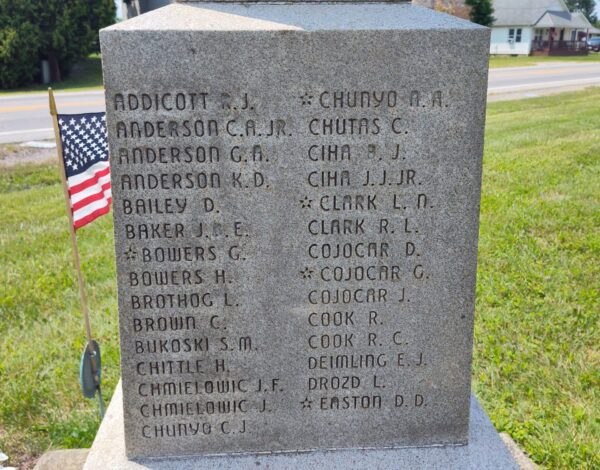 ADDICOTT R. J.
ANDERSON C. A. JR.
ANDERSON G. A.
ANDERSON K. D.
BAILEY D.
BAKER J. R. E.
☆ BOWERS G.
BOWERS H.
BROTHOG L.
BROWN C.
BUKOSKI S. M.
CHITTLE H.
CHMIELOWIC J. F.
CHMIELOWIC J.
CHUNYO C. J.
☆ CHUNYO A. A.
CHUTAS C.
CIHA B. J.
CIHA J. J. JR.
☆ CLARK L. N.
CLARK R. L.
COJOCAR D.
☆ COJOCAR G.
COJOCAR J.
COOK R.
COOK R. C.
DEIMLING E. J.
DROZD L.
☆ EASTON D. D.